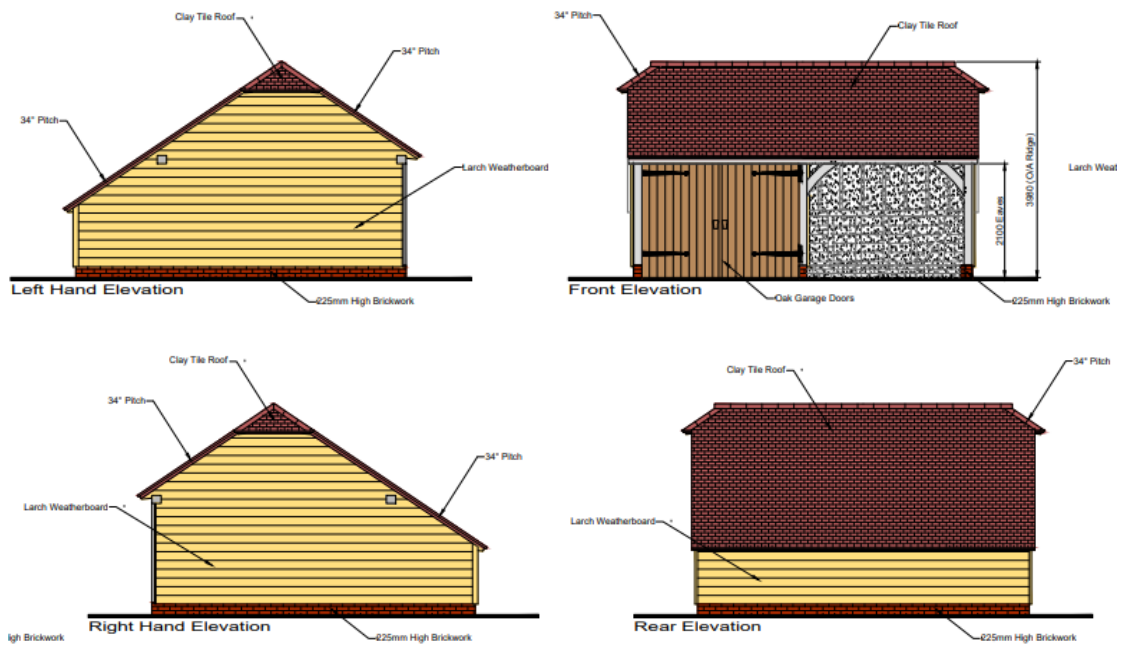 Clay Tile Roof
34° Pitch
34° Pitch
Larch Weatherboard
Left Hand Elevation
225mm High Brickwork
34° Pitch
Clay Tile Roof
3980 (O/A Ridge)
2100 Eaves
Larch Weat
Front Elevation
Oak Garage Doors
225mm High Brickwork
Clay Tile Roof
34° Pitch
34° Pitch
Larch Weatherboard
Right Hand Elevation
igh Brickwork
225mm High Brickwork
Clay Tile Roof
34° Pitch
Larch Weatherboard
Rear Elevation
225mm High Brickwork